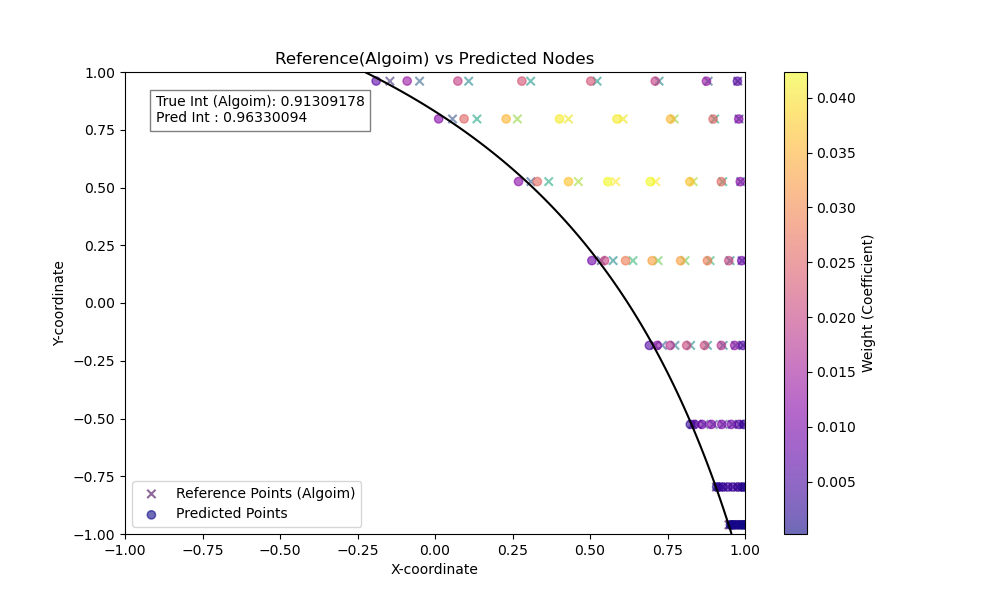 Reference(Algoim) vs Predicted Nodes
True Int (Algoim): 0.91309178
Pred Int : 0.96330094
1.00
0.75
0.50
0.25
0.00
−0.25
−0.50
−0.75
−1.00
Y-coordinate
Reference Points (Algoim)
Predicted Points
−1.00 −0.75 −0.50 −0.25 0.00 0.25 0.50 0.75 1.00
X-coordinate
0.040
0.035
0.030
0.025
0.020
0.015
0.010
0.005
Weight (Coefficient)